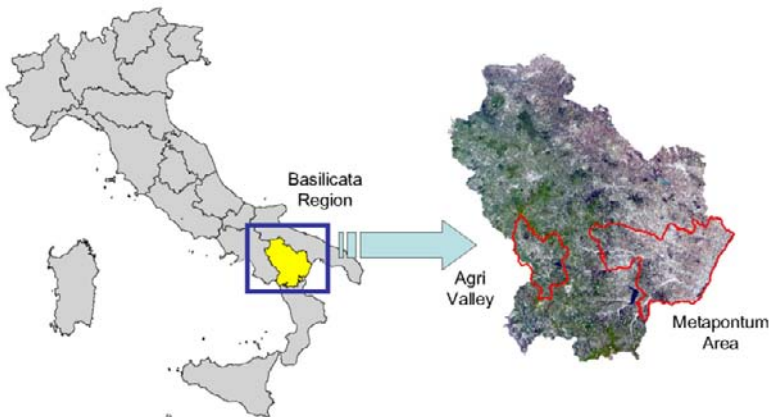 Basilicata
Region
Agri
Valley
Metapontum
Area